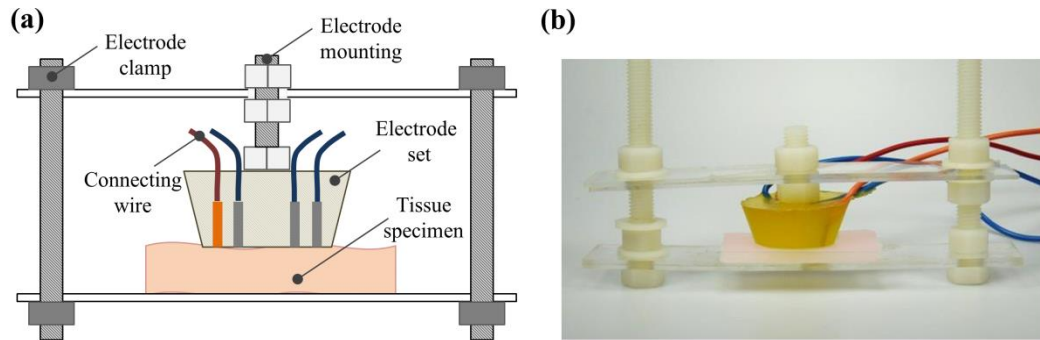 (a)
Electrode
clamp
Electrode
mounting
Electrode
set
Connecting
wire
Tissue
specimen
(b)